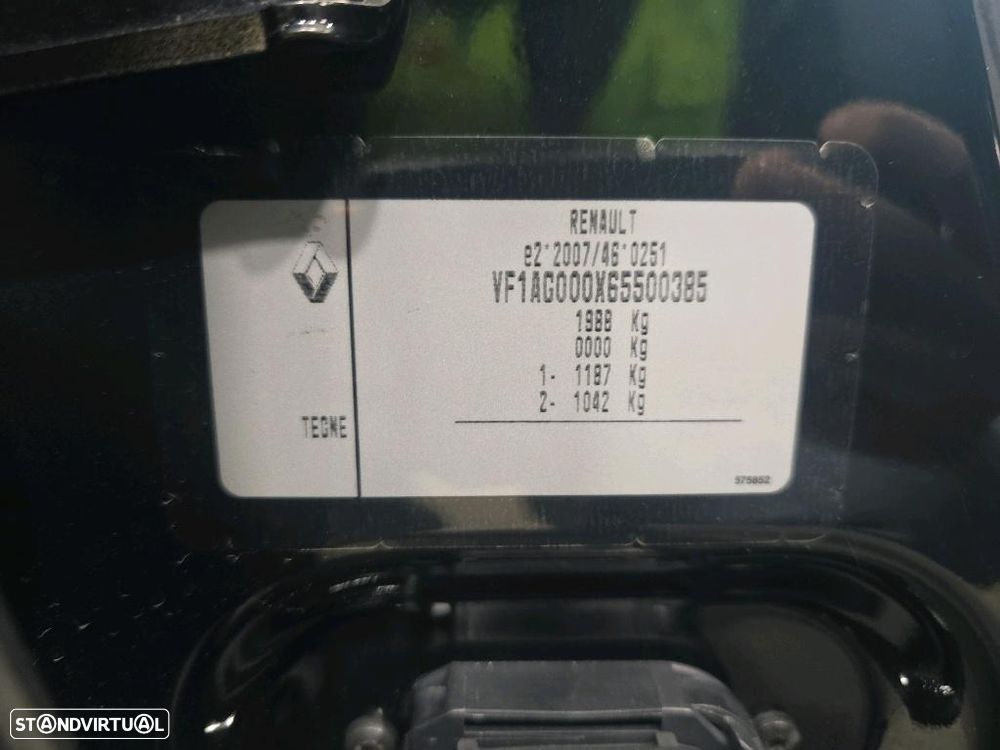 RENAULT
e2*2007/46*0251
VF1AG000X65500385
1988 Kg
0000 Kg
1- 1187 Kg
2- 1042 Kg
TEGNE
575852
STANDVIRTUAL